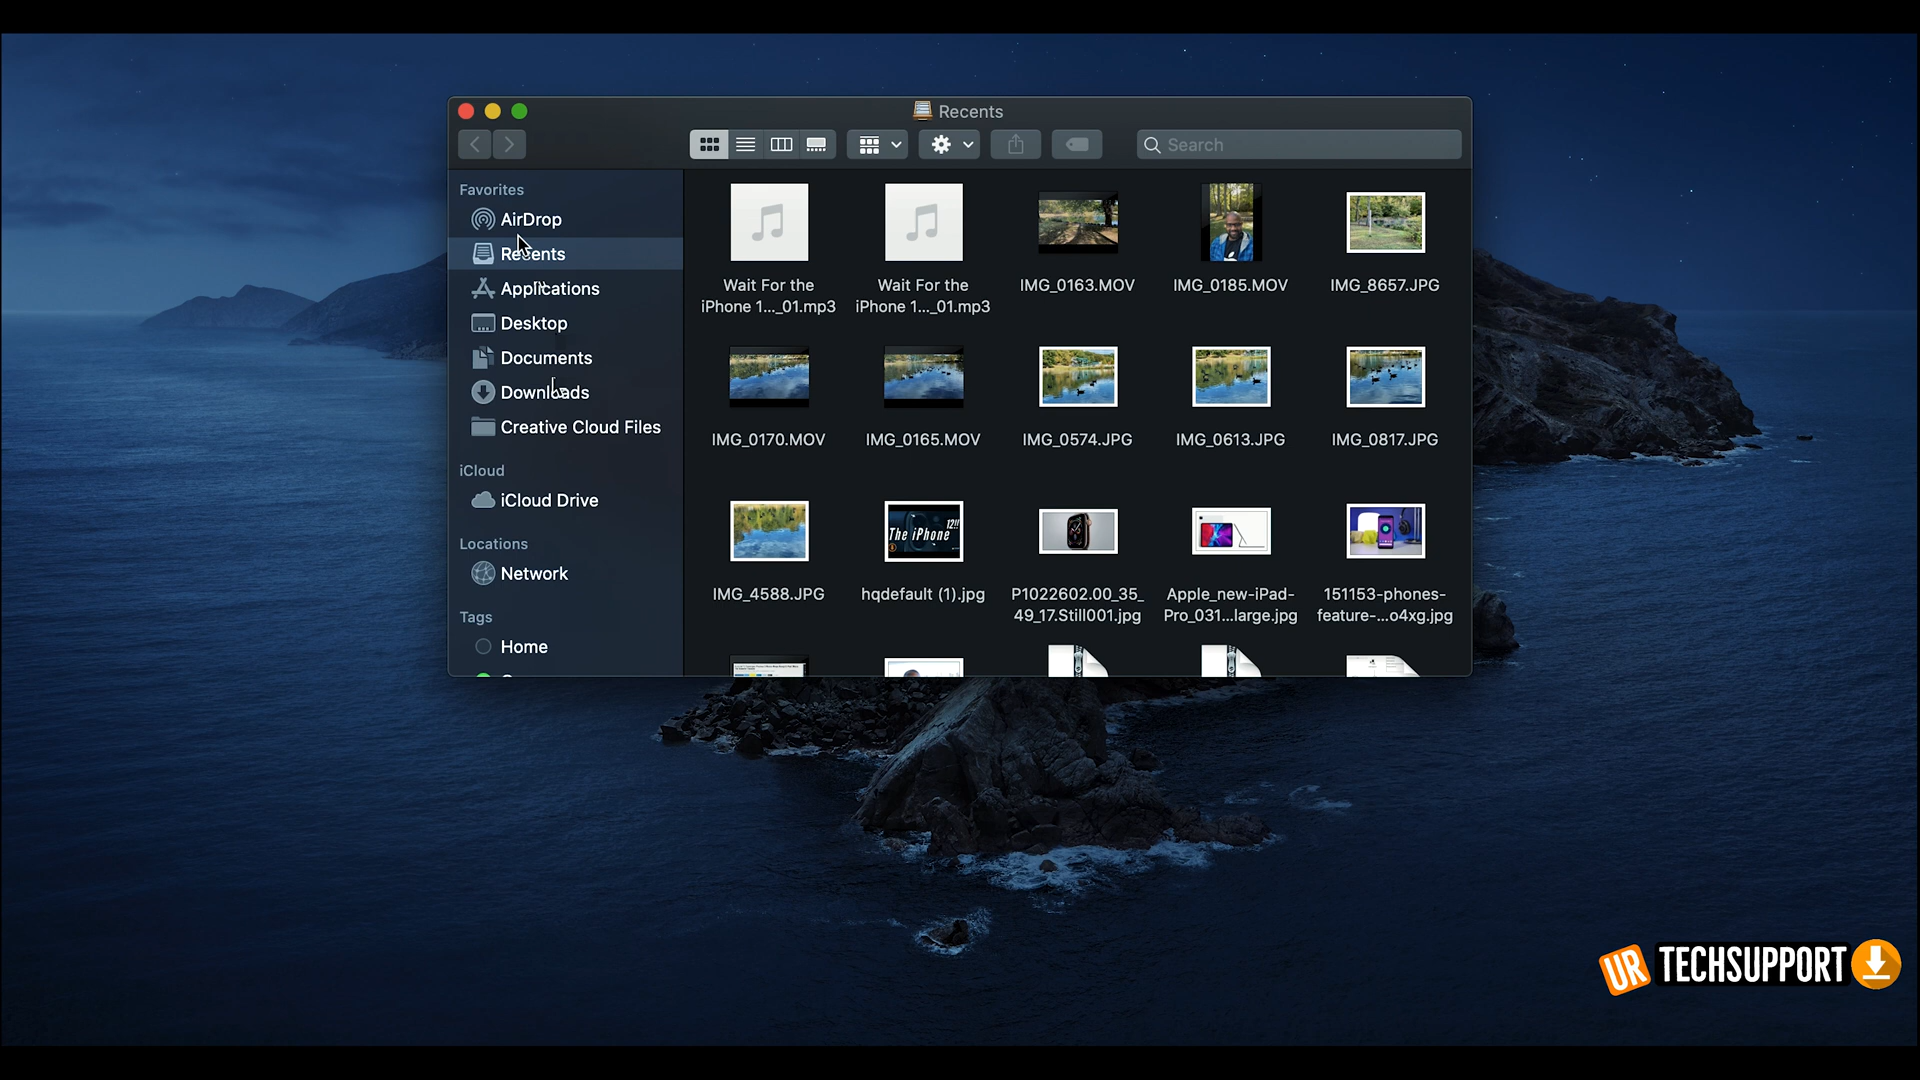 Recents
Search
Favorites
AirDrop
Recents
Applications
Desktop
Documents
Downloads
Creative Cloud Files
iCloud
iCloud Drive
Locations
Network
Tags
Home
Wait For the
iPhone 1..._01.mp3
Wait For the
iPhone 1..._01.mp3
IMG_0163.MOV
IMG_0185.MOV
IMG_8657.JPG
IMG_0170.MOV
IMG_0165.MOV
IMG_0574.JPG
IMG_0613.JPG
IMG_0817.JPG
12!!
The iPhone
IMG_4588.JPG
hqdefault (1).jpg
P1022602.00_35_
49_17.Still001.jpg
Apple_new-iPad-
Pro_031...large.jpg
151153-phones-
feature-...o4xg.jpg
UR TECHSUPPORT